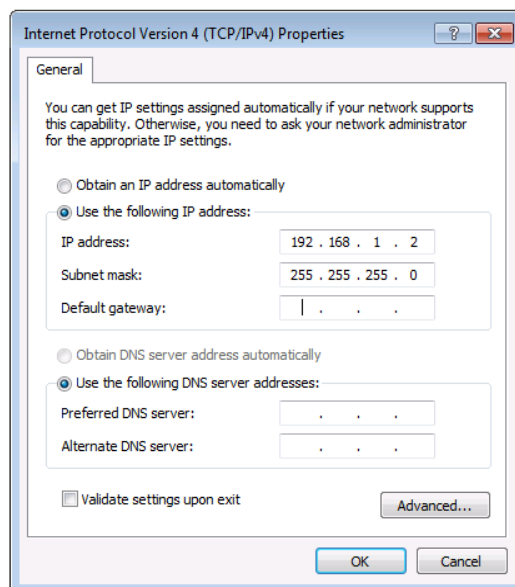 Internet Protocol Version 4 (TCP/IPv4) Properties
General
You can get IP settings assigned automatically if your network supports
this capability. Otherwise, you need to ask your network administrator
for the appropriate IP settings.
Obtain an IP address automatically
Use the following IP address:
IP address: 192 . 168 . 1 . 2
Subnet mask: 255 . 255 . 255 . 0
Default gateway: . . .
Obtain DNS server address automatically
Use the following DNS server addresses:
Preferred DNS server: . . .
Alternate DNS server: . . .
Validate settings upon exit
Advanced...
OK Cancel